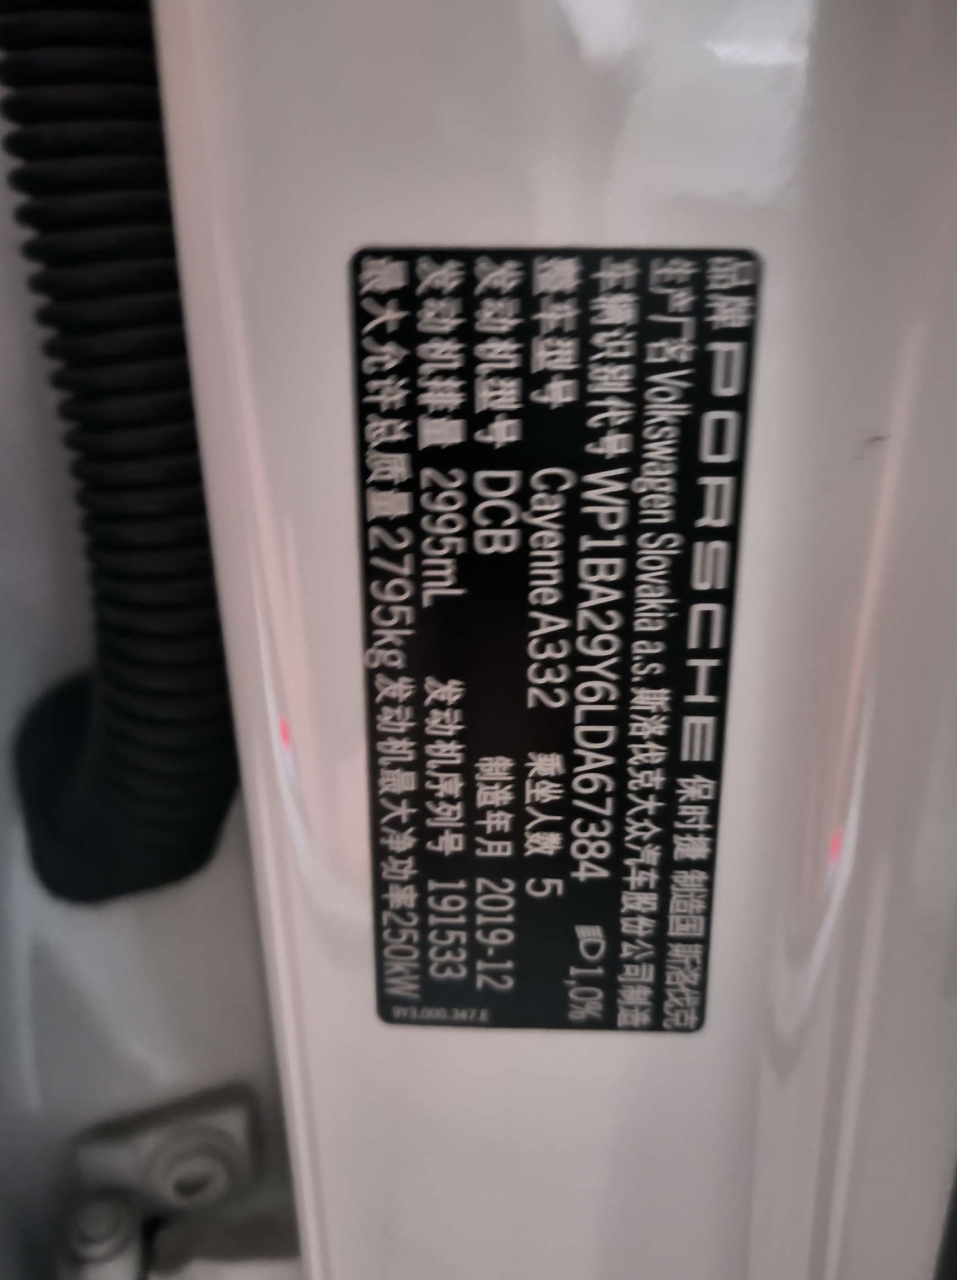 品牌 PORSCHE 保时捷 制造国 斯洛伐克
生产厂名 Volkswagen Slovakia a.s. 斯洛伐克大众汽车股份公司制造
车辆识别代号 WP1BA29Y6LDA67384 1,0%
整车型号 Cayenne A332 乘坐人数 5
发动机型号 DCB 制造年月 2019-12
发动机排量 2995mL 发动机序列号 191533
最大允许总质量 2795kg 发动机最大净功率250kW
9Y3.000.347.E